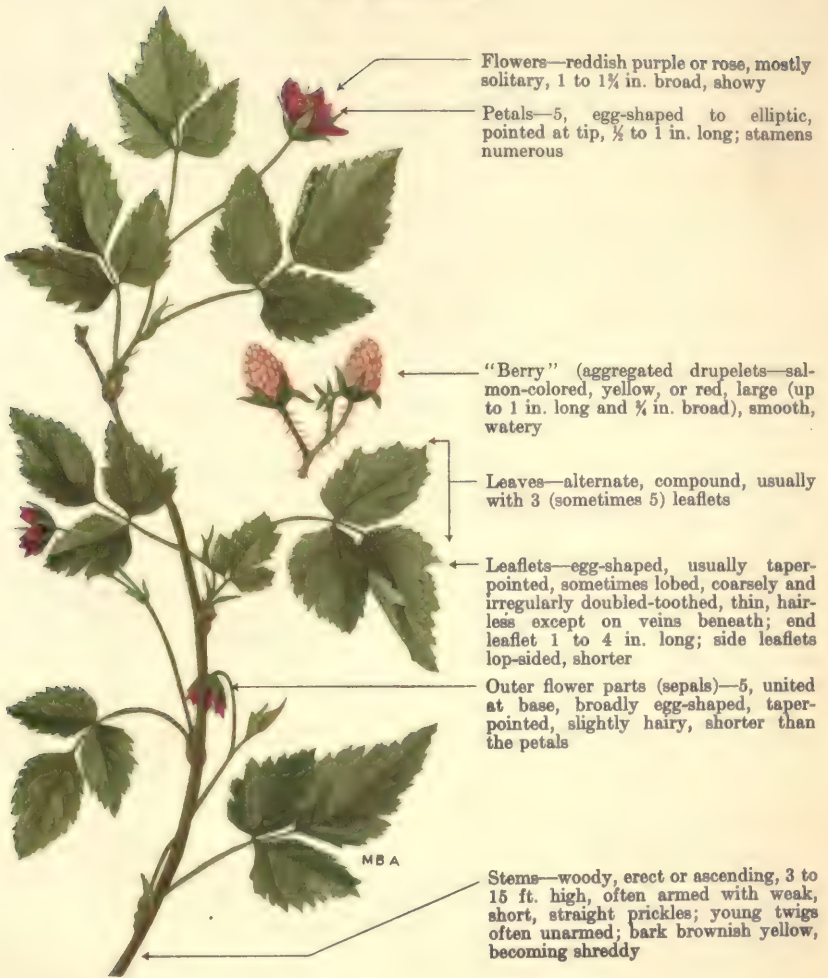 Flowers—reddish purple or rose, mostly
solitary, 1 to 1¾ in. broad, showy
Petals—5, egg-shaped to elliptic,
pointed at tip, ½ to 1 in. long; stamens
numerous
"Berry" (aggregated drupelets—sal-
mon-colored, yellow, or red, large (up
to 1 in. long and ¾ in. broad), smooth,
watery
Leaves—alternate, compound, usually
with 3 (sometimes 5) leaflets
Leaflets—egg-shaped, usually taper-
pointed, sometimes lobed, coarsely and
irregularly doubled-toothed, thin, hair-
less except on veins beneath; end
leaflet 1 to 4 in. long; side leaflets
lop-sided, shorter
Outer flower parts (sepals)—5, united
at base, broadly egg-shaped, taper-
pointed, slightly hairy, shorter than
the petals
MBA
Stems—woody, erect or ascending, 3 to
15 ft. high, often armed with weak,
short, straight prickles; young twigs
often unarmed; bark brownish yellow,
becoming shreddy